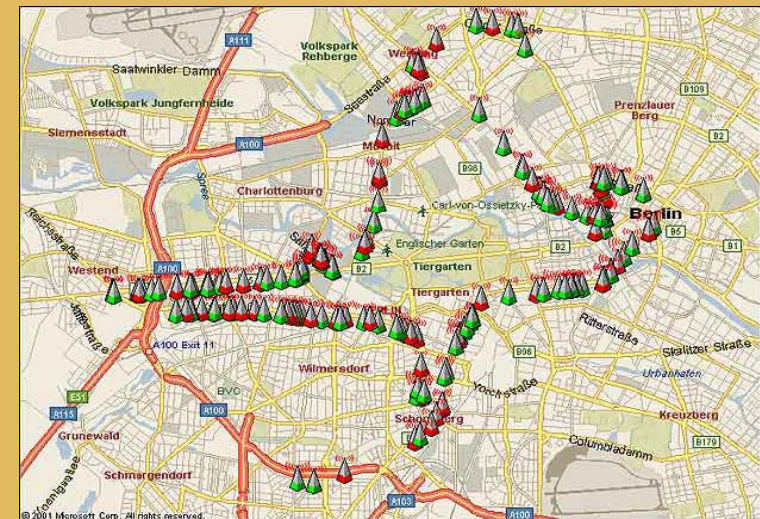 A111
Volkspark
Rehberge
Saatwinkler Damm
Seestraße
Volkspark Jungfernheide
B109
Prenzlauer
Berg
Siemensstadt
B2
A100
Moabit
B96
Charlottenburg
Spree
Carl-von-Ossietzky-P
Berlin
Reichsstraße
Englischer Garten
B2
B5
B1
Westend
A100
B2
Tiergarten
Tiergarten
A100 Exit 11
Ritterstraße
Skalitzer Straße
B96
Urbanhafen
Wilmersdorf
BVG
Yorckstraße
E51
A115
A100
Kreuzberg
Grunewald
Columbiadamm
B179
Schmargendorf
A103
A100
© 2001 Microsoft Corp. All rights reserved.